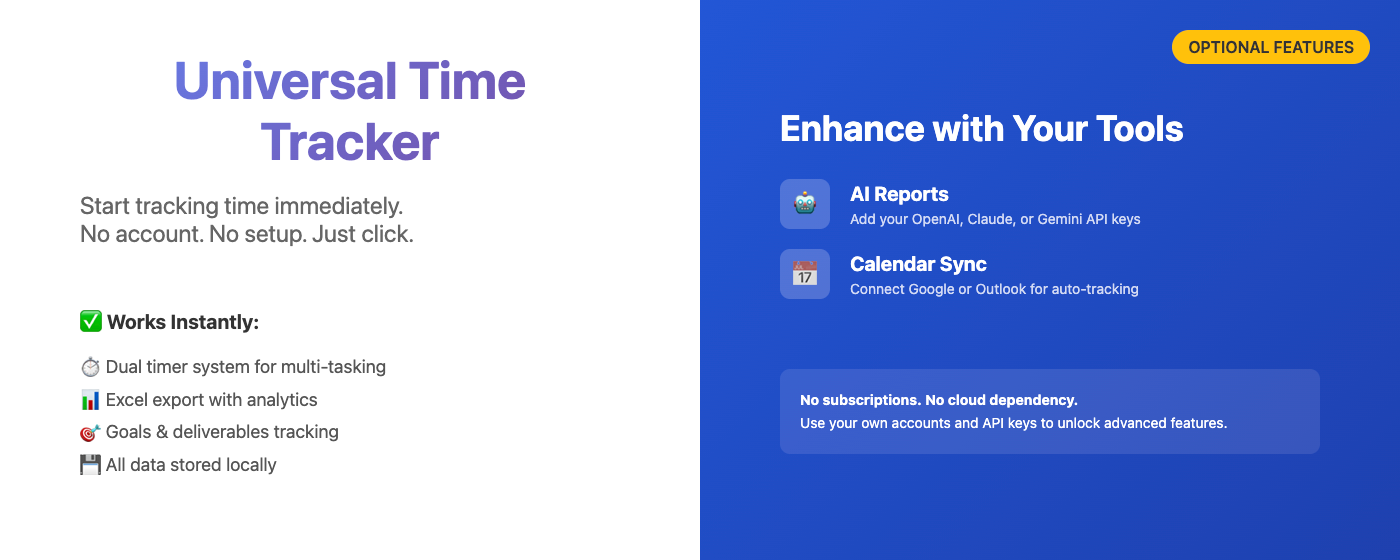 Universal Time
Tracker
Start tracking time immediately.
No account. No setup. Just click.
✅ Works Instantly:
⏱️ Dual timer system for multi-tasking
📊 Excel export with analytics
🎯 Goals & deliverables tracking
💾 All data stored locally
OPTIONAL FEATURES
Enhance with Your Tools
🤖 AI Reports
Add your OpenAI, Claude, or Gemini API keys
📅 Calendar Sync
Connect Google or Outlook for auto-tracking
No subscriptions. No cloud dependency.
Use your own accounts and API keys to unlock advanced features.